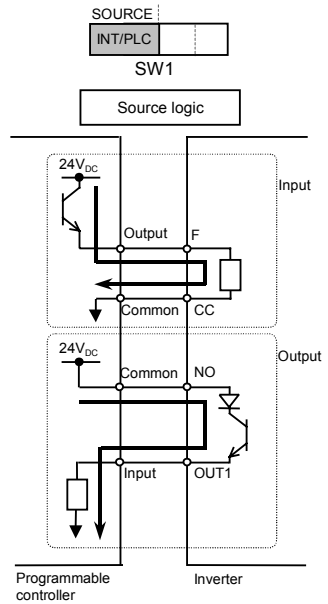 SOURCE
INT/PLC
SW1
Source logic
24VDC
Input
Output F
Common CC
24VDC
Output
Common NO
Input OUT1
Programmable
controller
Inverter